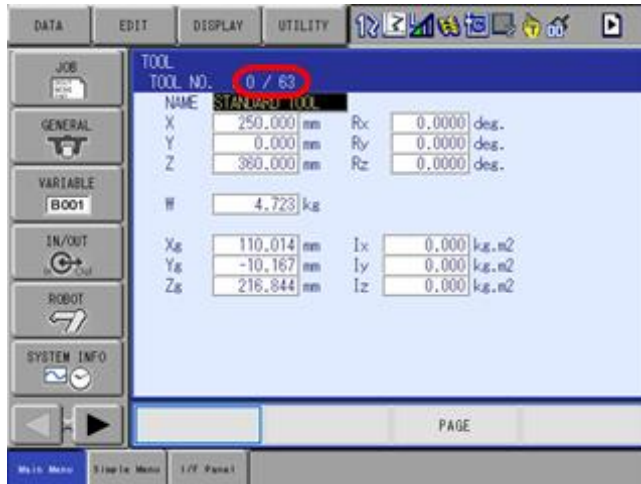 DATA EDIT DISPLAY UTILITY
JOB
GENERAL
VARIABLE
B001
IN/OUT
In Out
ROBOT
SYSTEM INFO
TOOL
TOOL NO. : 0 / 63
NAME STANDARD TOOL
X 250.000 mm Rx 0.0000 deg.
Y 0.000 mm Ry 0.0000 deg.
Z 360.000 mm Rz 0.0000 deg.
W 4.723 kg
Xg 110.014 mm Ix 0.000 kg.m2
Yg -10.167 mm Iy 0.000 kg.m2
Zg 216.844 mm Iz 0.000 kg.m2
PAGE
Main Menu Simple Menu I/F Panel